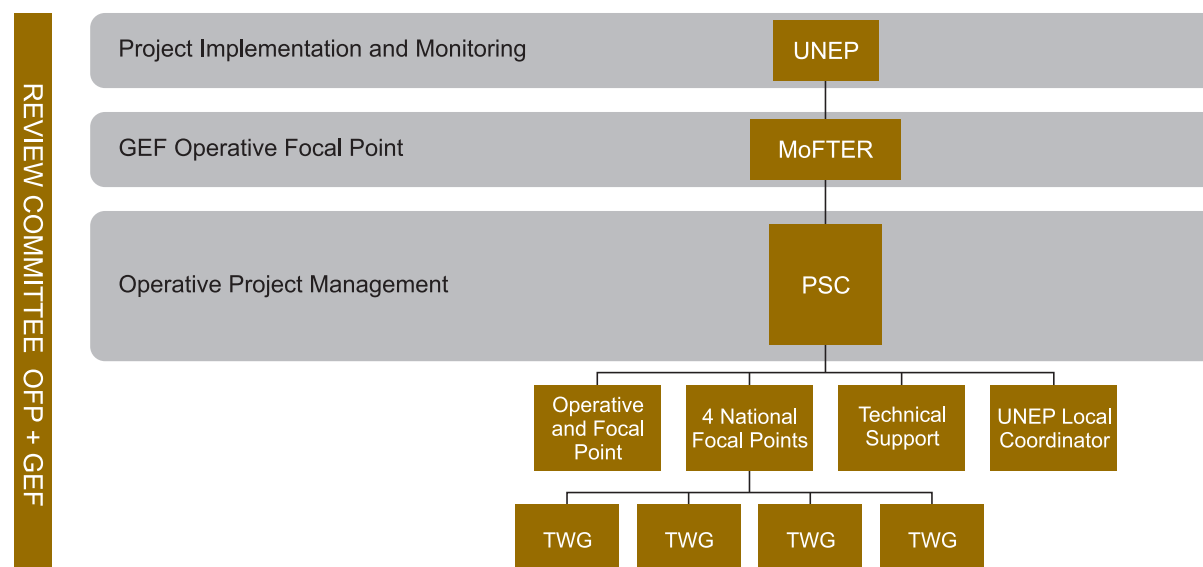 REVIEW COMMITTEE OFP + GEF
Project Implementation and Monitoring
UNEP
GEF Operative Focal Point
MoFTER
Operative Project Management
PSC
Operative
and Focal
Point
4 National
Focal Points
Technical
Support
UNEP Local
Coordinator
TWG
TWG
TWG
TWG